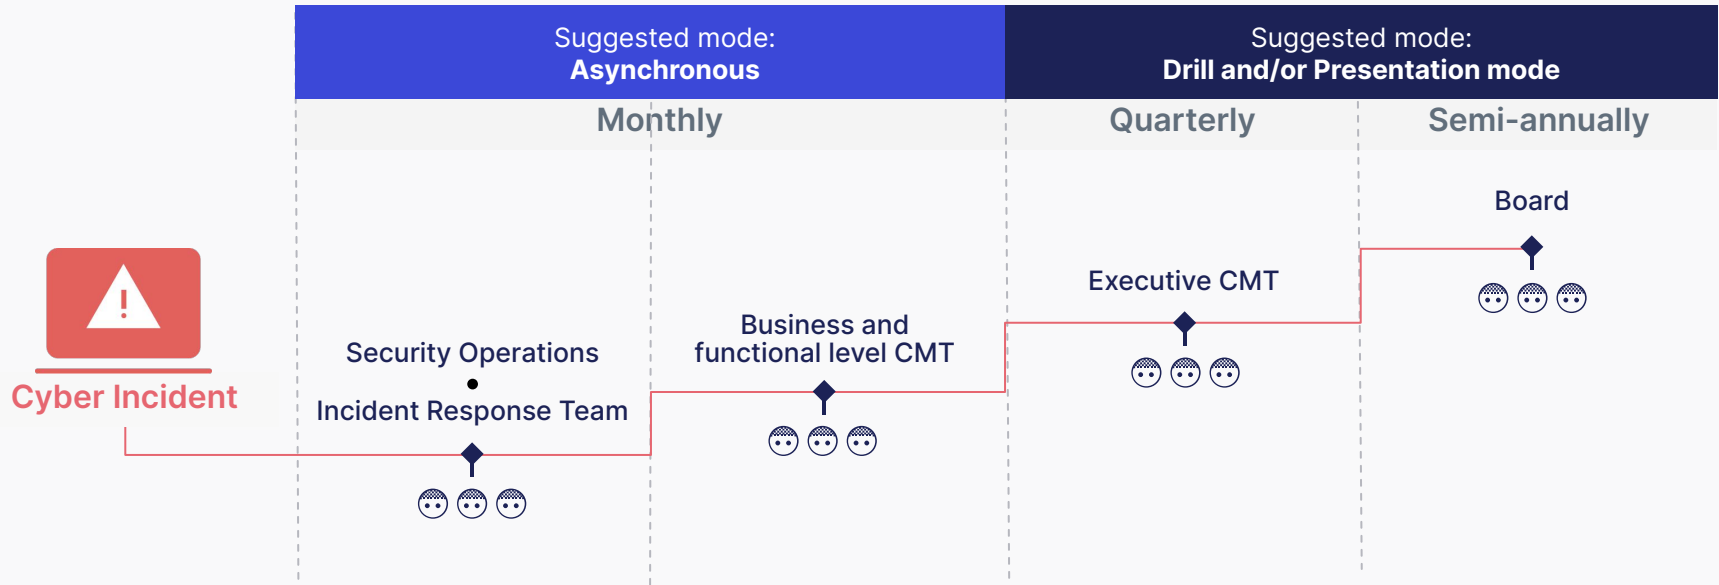 Suggested mode:
Asynchronous
Suggested mode:
Drill and/or Presentation mode
Monthly
Quarterly
Semi-annually
Board
Executive CMT
Business and
functional level CMT
Security Operations
•
Incident Response Team
Cyber Incident